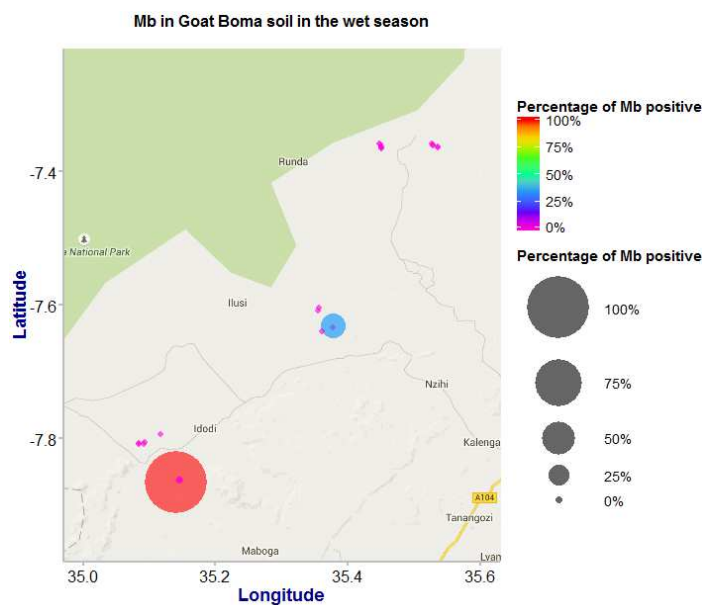 Mb in Goat Boma soil in the wet season
Percentage of Mb positive
100%
75%
50%
25%
0%
Percentage of Mb positive
100%
75%
50%
25%
0%
Latitude
-7.4
-7.6
-7.8
Runda
a National Park
Ilusi
Nzihi
Idodi
Kalenga
A104
Tanangozi
Maboga
Lyam
35.0
35.2
35.4
35.6
Longitude